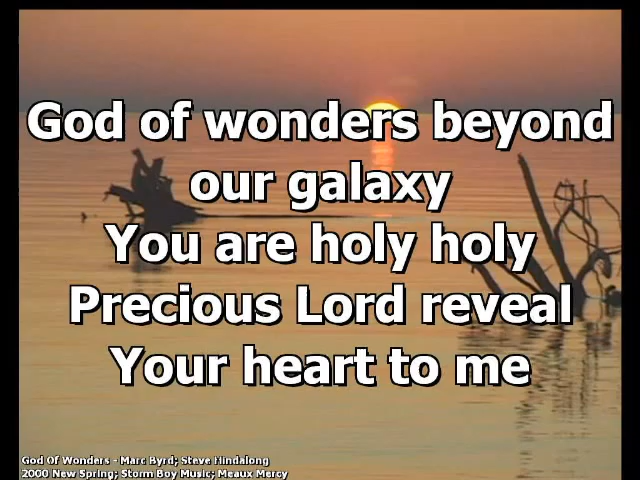 God of wonders beyond
our galaxy
You are holy holy
Precious Lord reveal
Your heart to me
God Of Wonders - Marc Byrd; Steve Hindalong
2000 New Spring; Storm Boy Music; Meaux Mercy